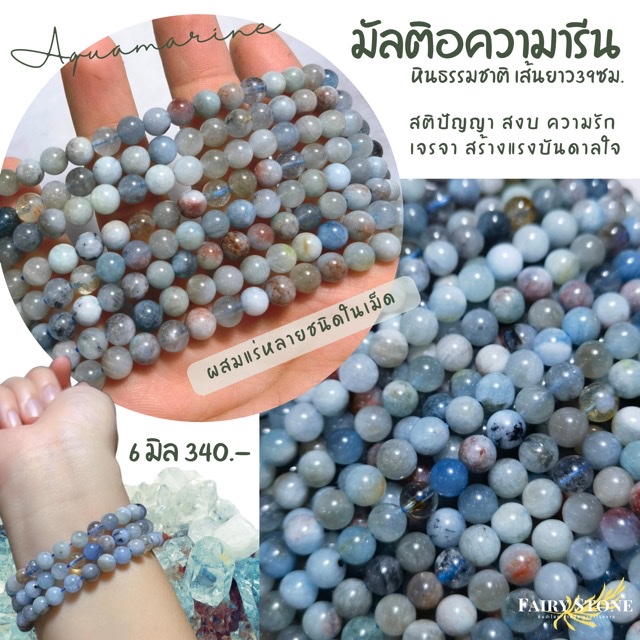 Aquamarine
มัลติอความารีน
หินธรรมชาติ เส้นยาว39ซม.
สติปัญญา สงบ ความรัก
เจรจา สร้างแรงบันดาลใจ
ผสมแร่หลายชนิดในเม็ด
6 มิล 340.-
FAIRY STONE